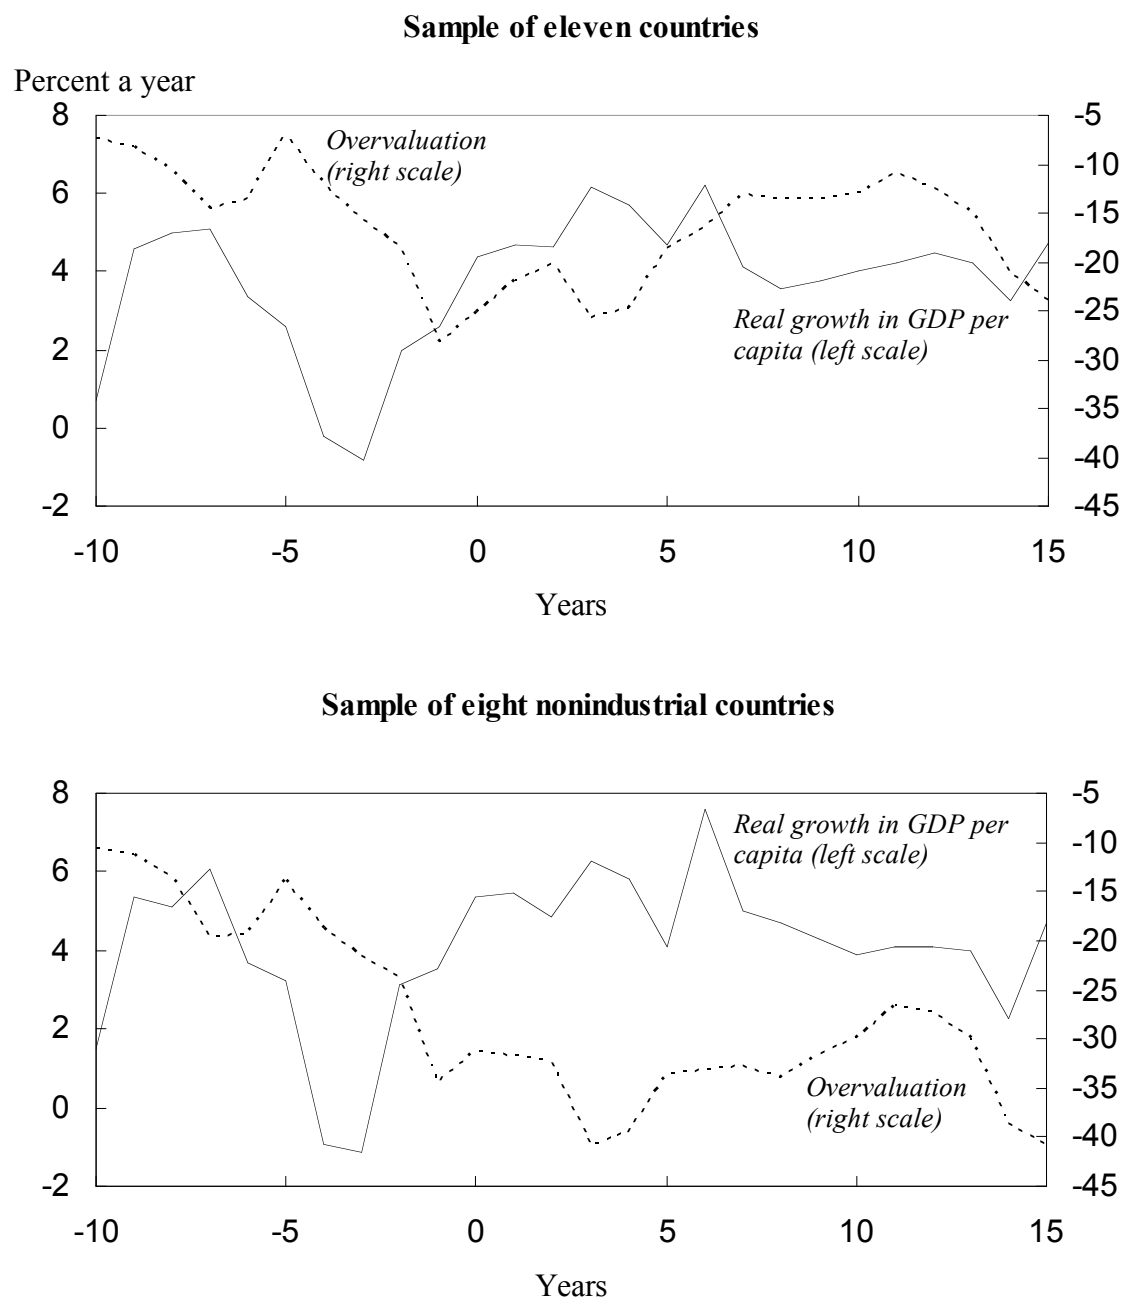 Sample of eleven countries
Percent a year
8
6
4
2
0
-2
Overvaluation
(right scale)
Real growth in GDP per
capita (left scale)
-5
-10
-15
-20
-25
-30
-35
-40
-45
-10 -5 0 5 10 15
Years
Sample of eight nonindustrial countries
8
6
4
2
0
-2
Real growth in GDP per
capita (left scale)
Overvaluation
(right scale)
-5
-10
-15
-20
-25
-30
-35
-40
-45
-10 -5 0 5 10 15
Years